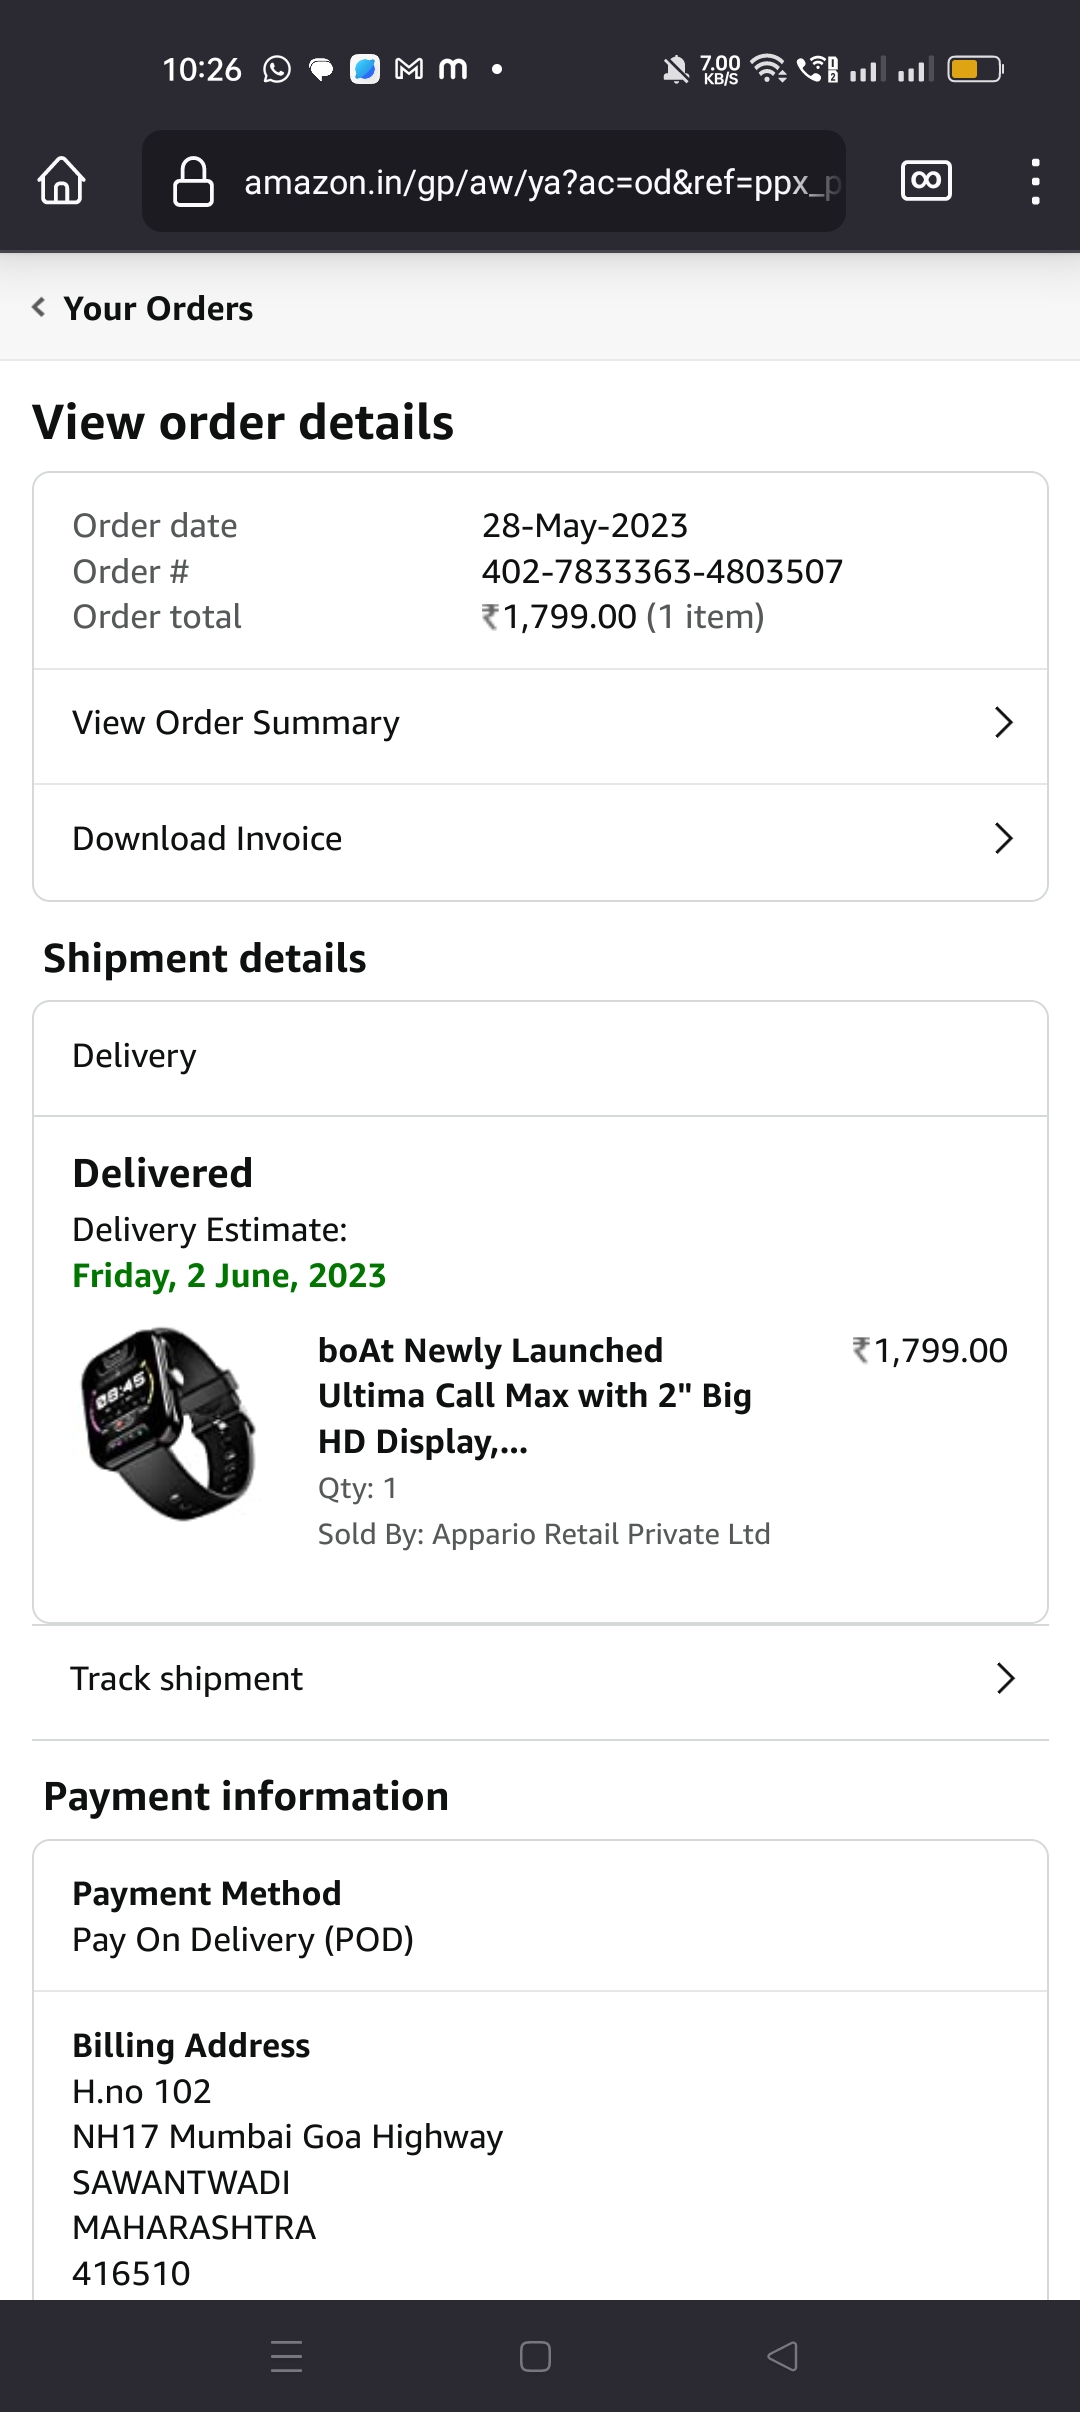 10:26
7.00
KB/S
amazon.in/gp/aw/ya?ac=od&ref=ppx_p
Your Orders
View order details
Order date 28-May-2023
Order # 402-7833363-4803507
Order total ₹1,799.00 (1 item)
View Order Summary
Download Invoice
Shipment details
Delivery
Delivered
Delivery Estimate:
Friday, 2 June, 2023
08:45
boAt Newly Launched ₹1,799.00
Ultima Call Max with 2" Big
HD Display,...
Qty: 1
Sold By: Appario Retail Private Ltd
Track shipment
Payment information
Payment Method
Pay On Delivery (POD)
Billing Address
H.no 102
NH17 Mumbai Goa Highway
SAWANTWADI
MAHARASHTRA
416510